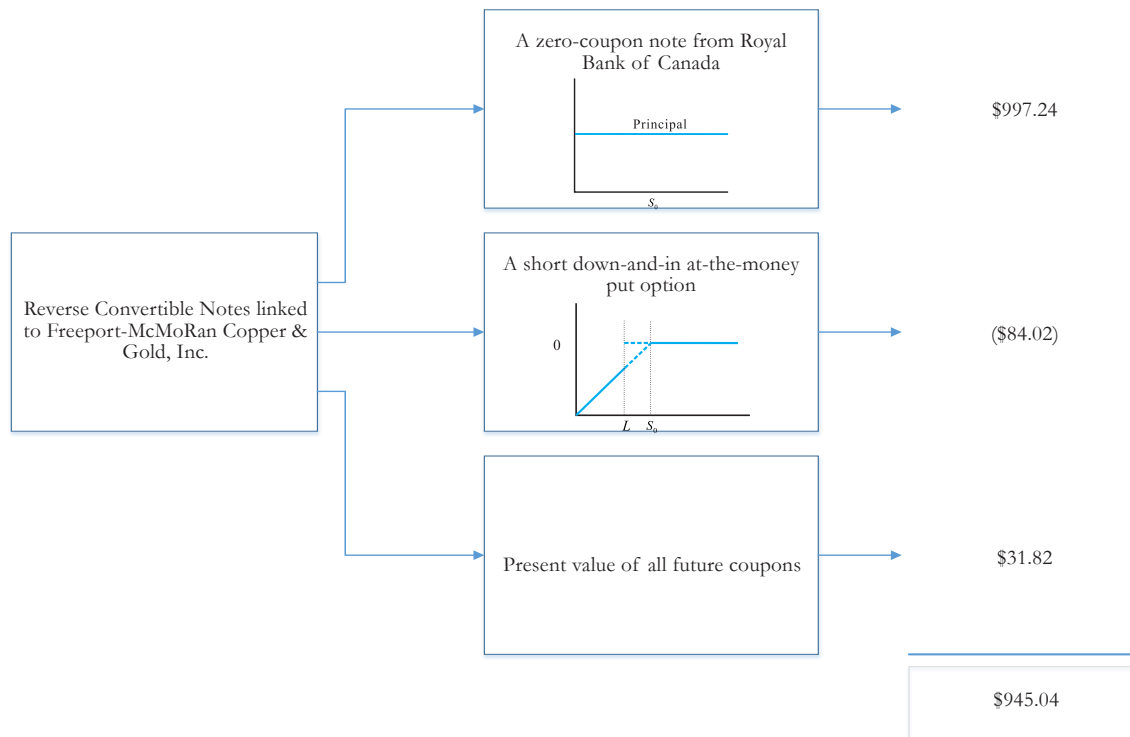 A zero-coupon note from Royal
Bank of Canada
Principal
S₀
$997.24
Reverse Convertible Notes linked
to Freeport-McMoRan Copper &
Gold, Inc.
A short down-and-in at-the-money
put option
0
L S₀
($84.02)
Present value of all future coupons
$31.82
$945.04